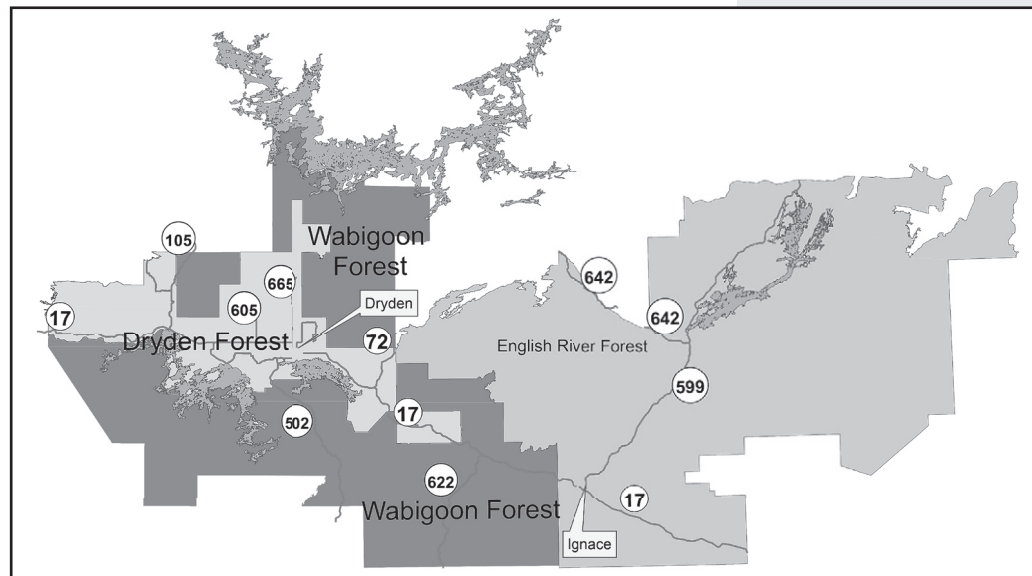 105
Wabigoon
Forest
642
665
605
Dryden
17
642
72
Dryden Forest
English River Forest
599
17
502
622
17
Wabigoon Forest
Ignace